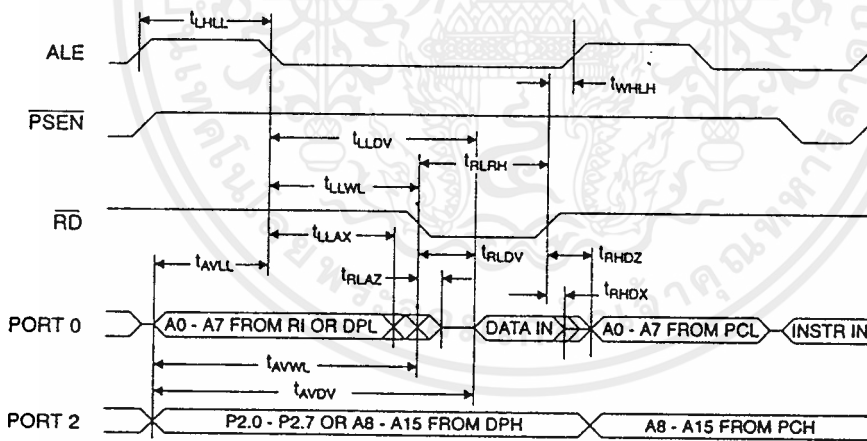 tLHLL
ALE
tWHLH
PSEN
tLLDV
tRLRH
tLLWL
RD
tLLAX
tRLDV
tRHDZ
tAVLL
tRLAZ
tRHDX
PORT 0
A0 - A7 FROM RI OR DPL
DATA IN
A0 - A7 FROM PCL
INSTR IN
tAVWL
tAVDV
PORT 2
P2.0 - P2.7 OR A8 - A15 FROM DPH
A8 - A15 FROM PCH